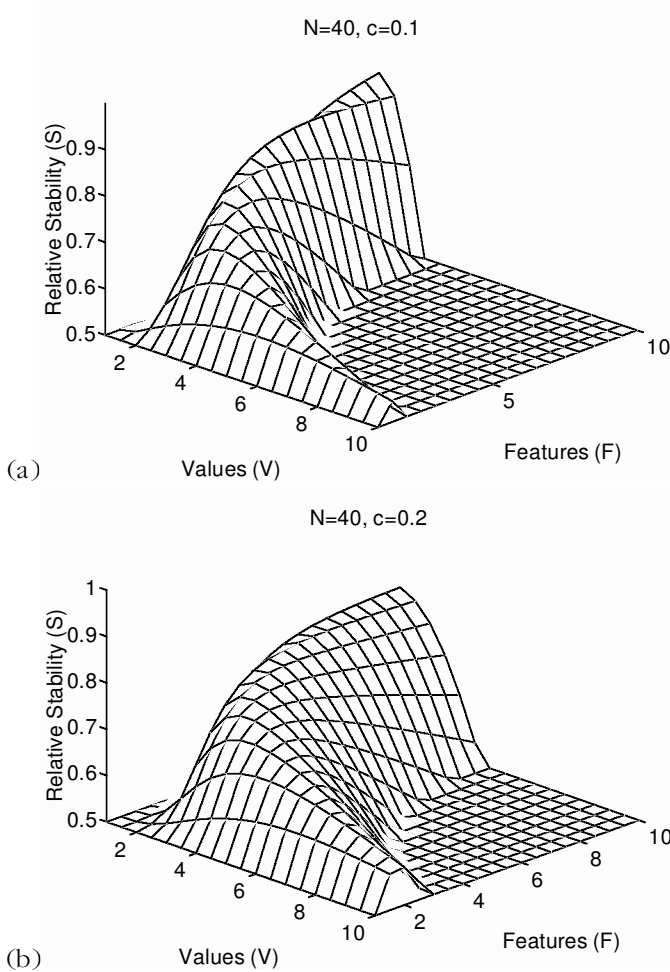 N=40, c=0.1
Relative Stability (S)
0.9
0.8
0.7
0.6
0.5
2
4
6
8
10
Values (V)
5
10
Features (F)
(a)
N=40, c=0.2
Relative Stability (S)
1
0.9
0.8
0.7
0.6
0.5
2
4
6
8
10
Values (V)
2
4
6
8
10
Features (F)
(b)